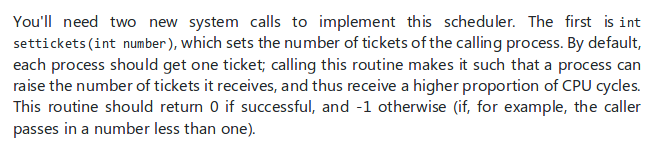 You'll need two new system calls to implement this scheduler. The first is int
settickets(int number), which sets the number of tickets of the calling process. By default,
each process should get one ticket; calling this routine makes it such that a process can
raise the number of tickets it receives, and thus receive a higher proportion of CPU cycles.
This routine should return 0 if successful, and -1 otherwise (if, for example, the caller
passes in a number less than one).